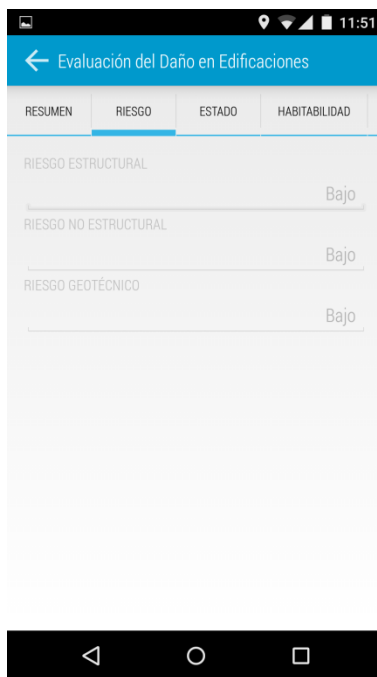 11:51
Evaluación del Daño en Edificaciones
RESUMEN RIESGO ESTADO HABITABILIDAD
RIESGO ESTRUCTURAL
Bajo
RIESGO NO ESTRUCTURAL
Bajo
RIESGO GEOTÉCNICO
Bajo